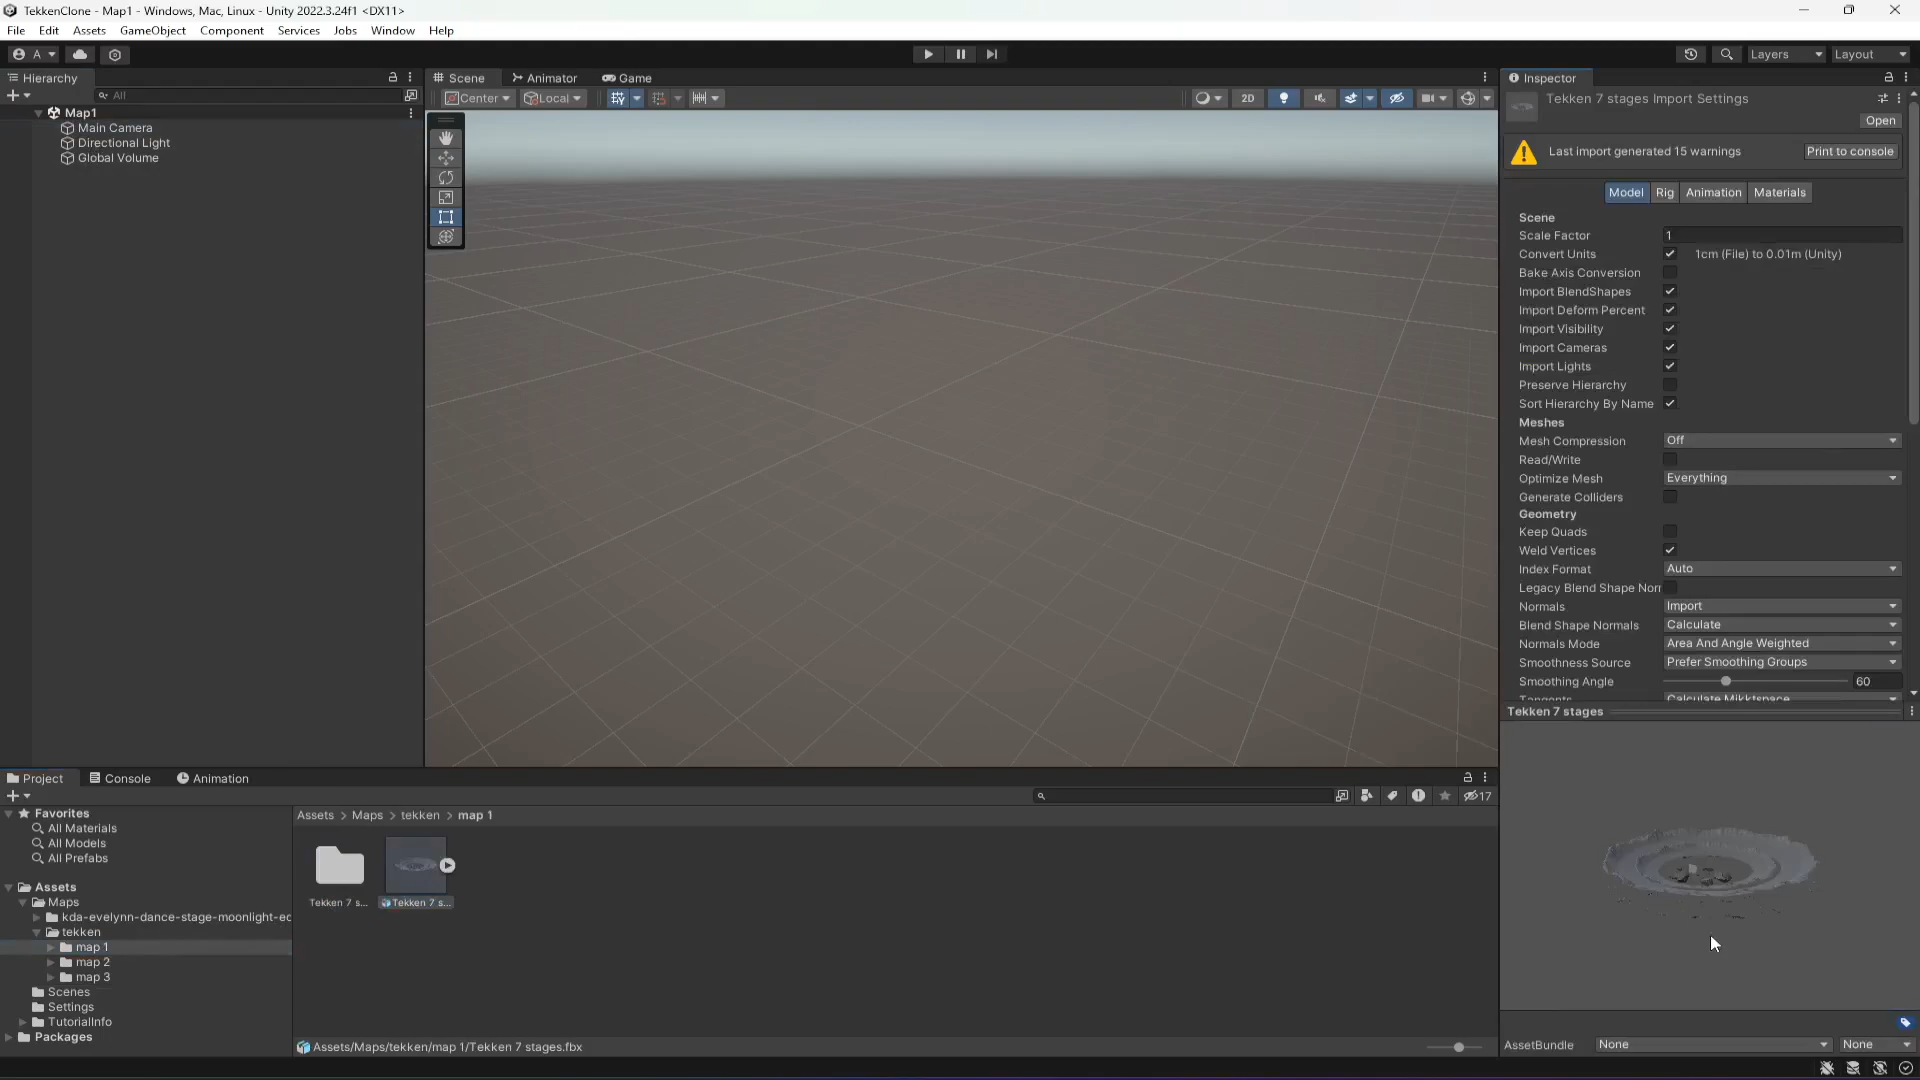 TekkenClone - Map1 - Windows, Mac, Linux - Unity 2022.3.24f1 <DX11>
File Edit Assets GameObject Component Services Jobs Window Help
A Layers Layout
Hierarchy
All
Map1
Main Camera
Directional Light
Global Volume
Scene Animator Game
Center Local 2D
Inspector
Tekken 7 stages Import Settings
Open
Last import generated 15 warnings Print to console
Model Rig Animation Materials
Scene
Scale Factor 1
Convert Units 1cm (File) to 0.01m (Unity)
Bake Axis Conversion
Import BlendShapes
Import Deform Percent
Import Visibility
Import Cameras
Import Lights
Preserve Hierarchy
Sort Hierarchy By Name
Meshes
Mesh Compression Off
Read/Write
Optimize Mesh Everything
Generate Colliders
Geometry
Keep Quads
Weld Vertices
Index Format Auto
Legacy Blend Shape Norr
Normals Import
Blend Shape Normals Calculate
Normals Mode Area And Angle Weighted
Smoothness Source Prefer Smoothing Groups
Smoothing Angle 60
Tangents Calculate Mikktspace
Tekken 7 stages
Project Console Animation
17
Favorites
All Materials
All Models
All Prefabs
Assets
Maps
kda-evelynn-dance-stage-moonlight-ec
tekken
map 1
map 2
map 3
Scenes
Settings
TutorialInfo
Packages
Assets > Maps > tekken > map 1
Tekken 7 s... Tekken 7 s...
Assets/Maps/tekken/map 1/Tekken 7 stages.fbx
AssetBundle None None